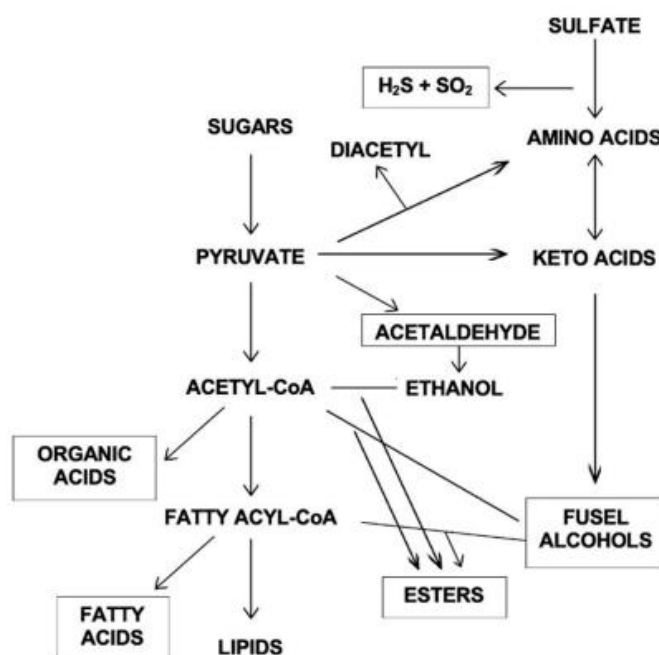 SULFATE
H₂S + SO₂
SUGARS
DIACETYL
AMINO ACIDS
PYRUVATE
KETO ACIDS
ACETALDEHYDE
ACETYL-CoA
ETHANOL
ORGANIC
ACIDS
FATTY ACYL-CoA
FUSEL
ALCOHOLS
ESTERS
FATTY
ACIDS
LIPIDS